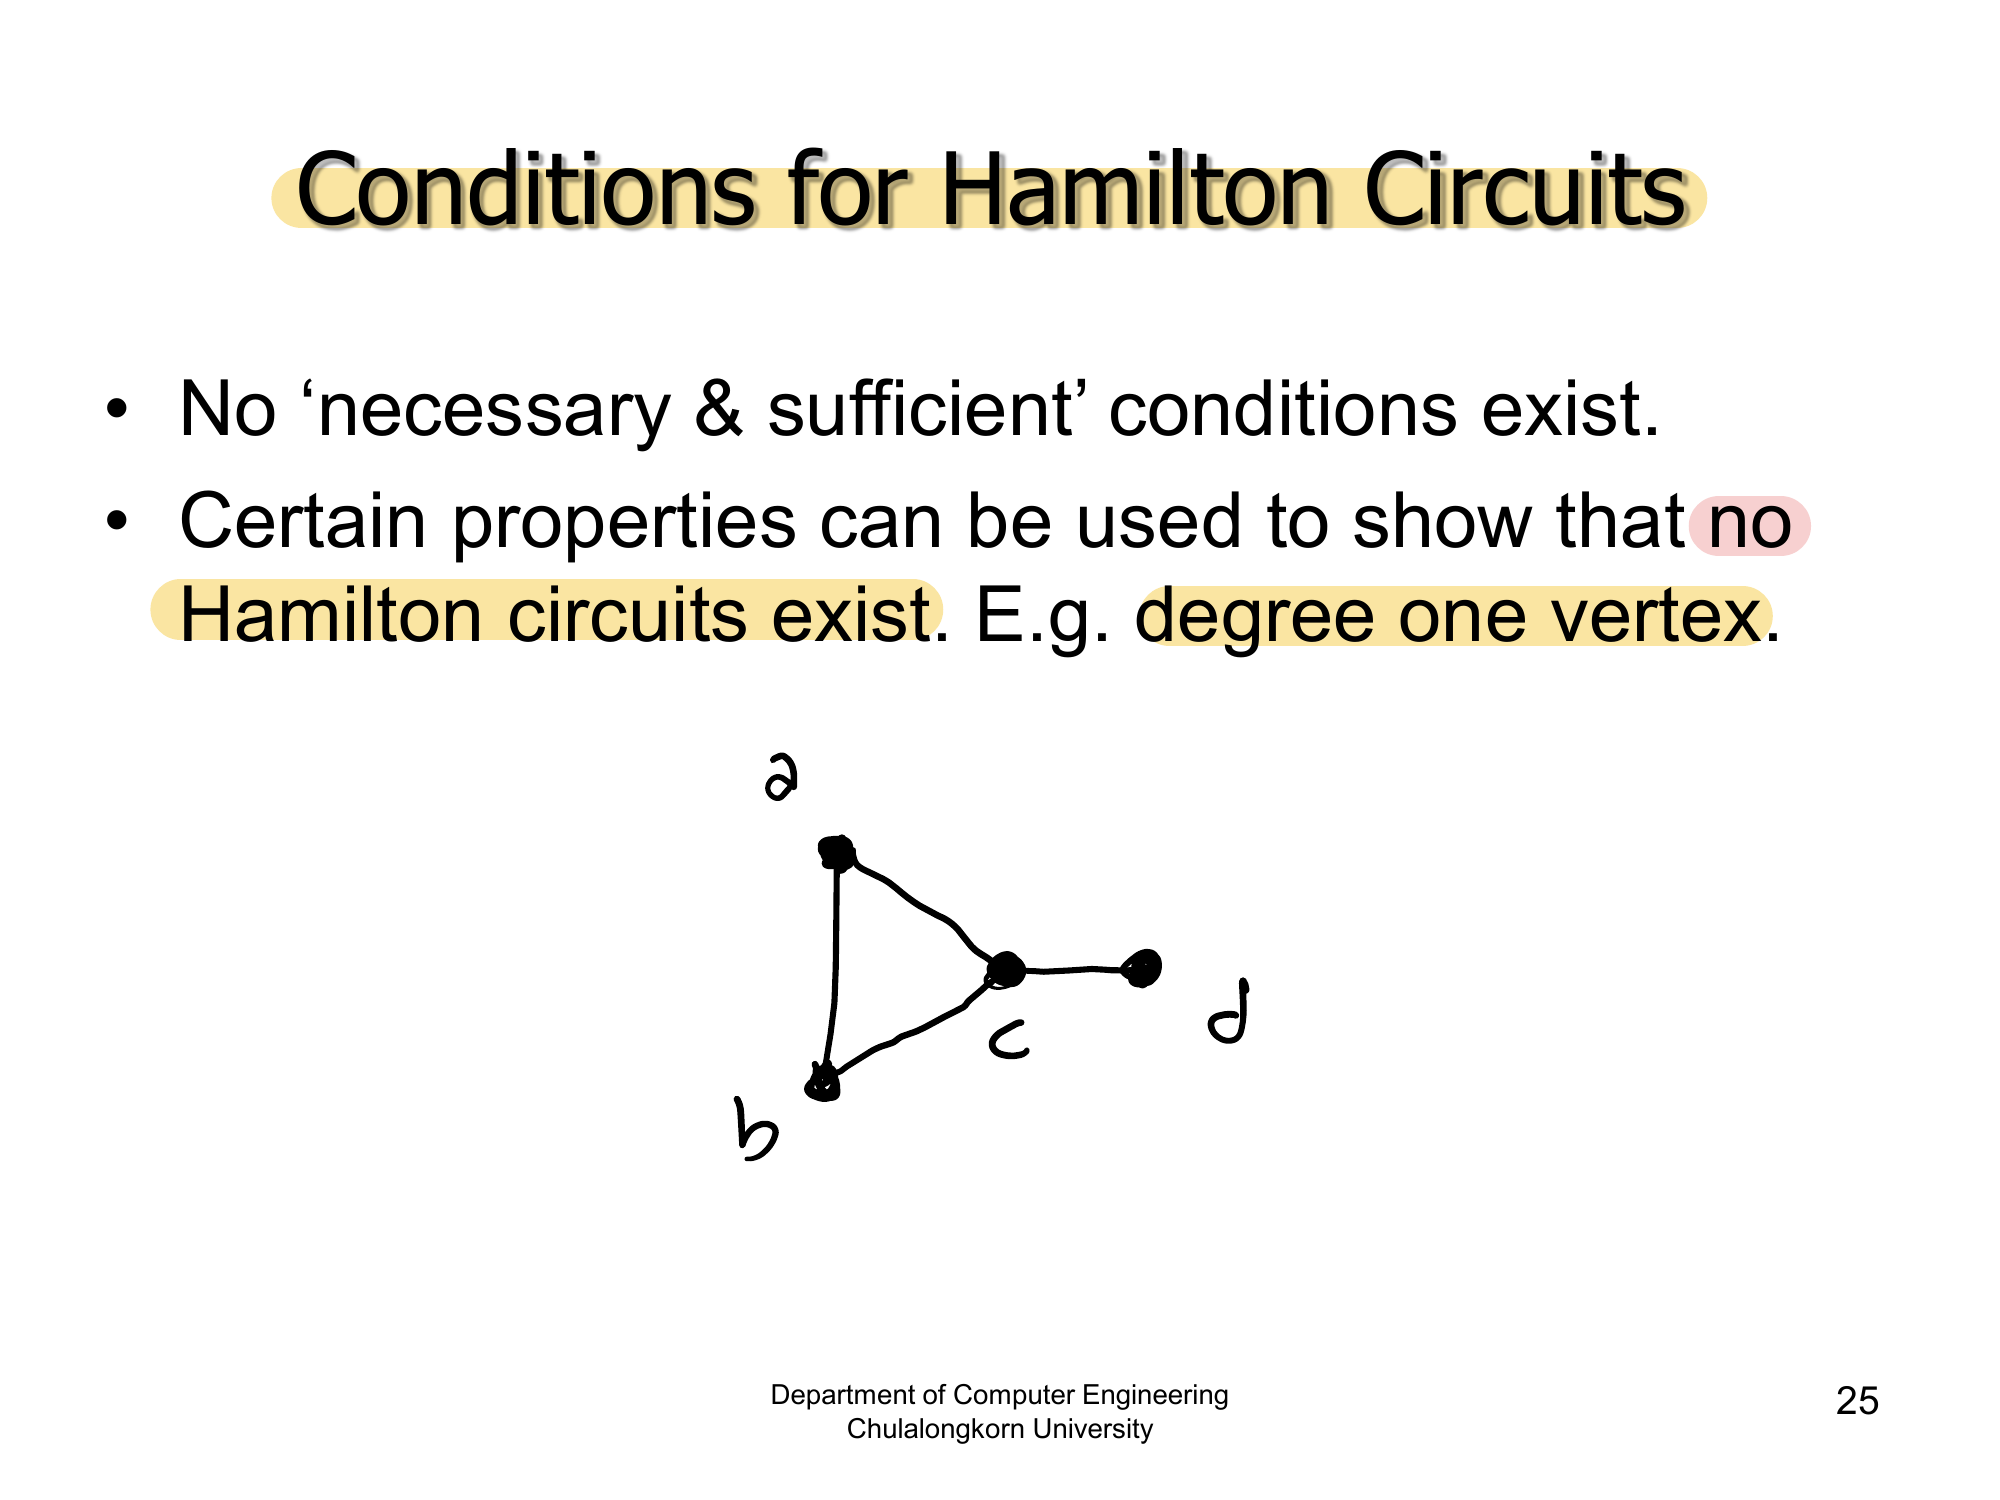 Conditions for Hamilton Circuits
• No ‘necessary & sufficient’ conditions exist.
• Certain properties can be used to show that no
Hamilton circuits exist. E.g. degree one vertex.
a
c
d
b
Department of Computer Engineering
Chulalongkorn University
25